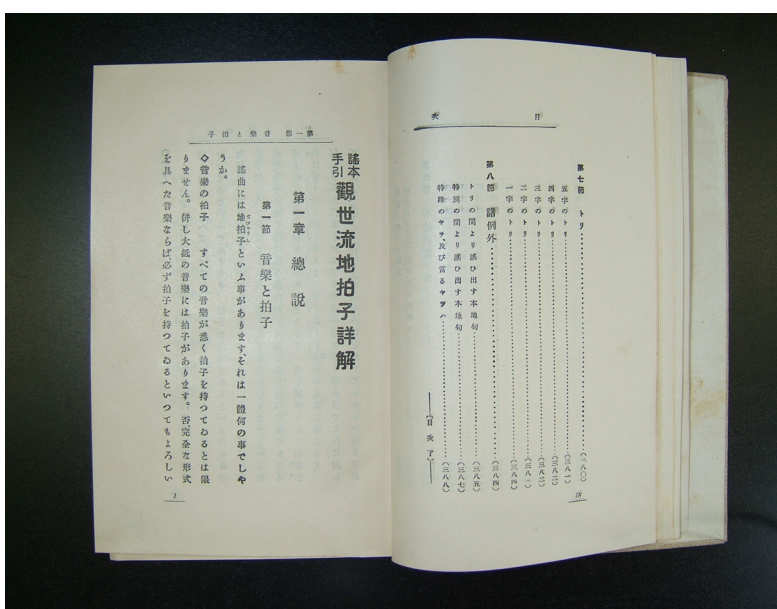 目次
第七節 トリ……(三八〇)
五字のトリ……(三八一)
四字のトリ……(三八二)
三字のトリ……(三八二)
二字のトリ……
一字のトリ……(三八四)
第八節 諸例外……(三八四)
トリの間より謠ひ出す本地句……(三八五)
特別の間より謠ひ出す本地句……(三八七)
特殊のヤヲ、及び當るヤヲハ……(三八八)
(目次了)
18
第一節 音樂と拍子
謠本手引 觀世流地拍子詳解
第一章 總說
第一節 音樂と拍子
謠曲には地拍子といふ事があります、それは一體何の事でしや
うか。
◇音樂の拍子 すべての音樂が悉く拍子を持つてゐるとは限
りません。併し大抵の音樂には拍子があります。否完全な形式
を具へた音樂ならば、必ず拍子を持つてゐるといつてもよろしい
1